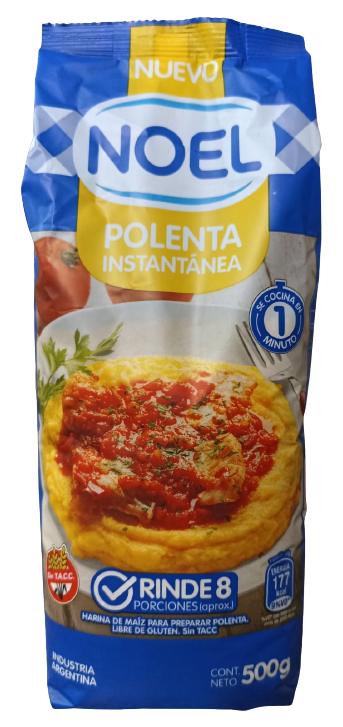 NUEVO
NOEL
POLENTA
INSTANTÁNEA
SE COCINA EN
1
MINUTO
Sin T.A.C.C.
RINDE 8
PORCIONES (aprox.)
ENERGÍA
177
kcal
HARINA DE MAÍZ PARA PREPARAR POLENTA.
LIBRE DE GLUTEN. Sin TACC
INDUSTRIA
ARGENTINA
CONT.
NETO 500g